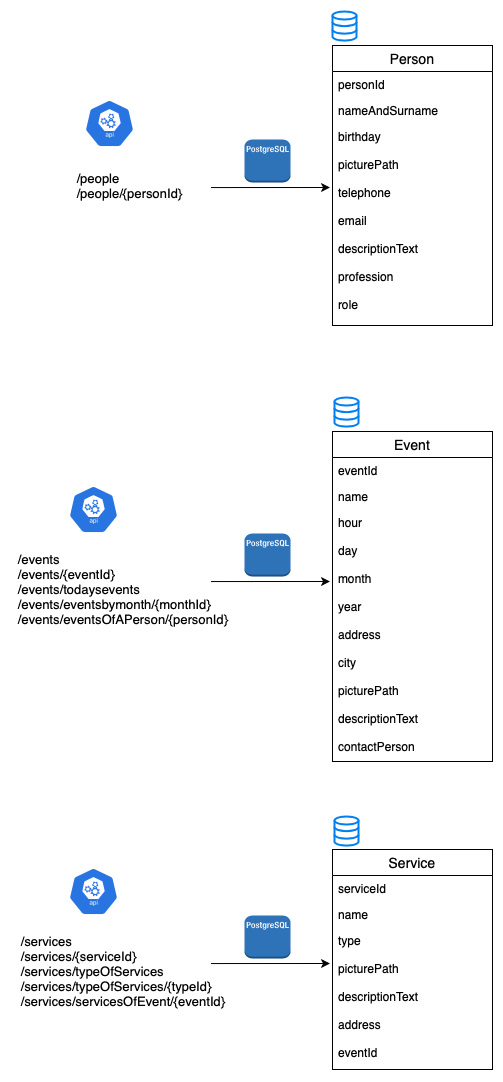 Person
personId
nameAndSurname
birthday
picturePath
telephone
email
descriptionText
profession
role
api
/people
/people/{personId}
PostgreSQL
Event
eventId
name
hour
day
month
year
address
city
picturePath
descriptionText
contactPerson
api
/events
/events/{eventId}
/events/todaysevents
/events/eventsbymonth/{monthId}
/events/eventsOfAPerson/{personId}
PostgreSQL
Service
serviceId
name
type
picturePath
descriptionText
address
eventId
api
/services
/services/{serviceId}
/services/typeOfServices
/services/typeOfServices/{typeId}
/services/servicesOfEvent/{eventId}
PostgreSQL